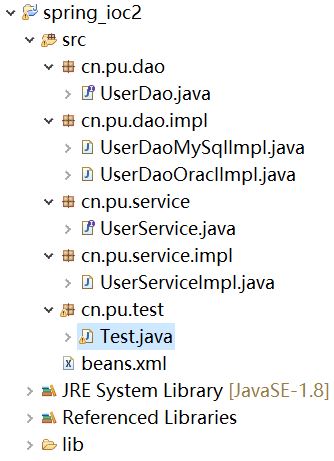 spring_ioc2
src
cn.pu.dao
UserDao.java
cn.pu.dao.impl
UserDaoMySqlImpl.java
UserDaoOraclImpl.java
cn.pu.service
UserService.java
cn.pu.service.impl
UserServiceImpl.java
cn.pu.test
Test.java
beans.xml
JRE System Library [JavaSE-1.8]
Referenced Libraries
lib